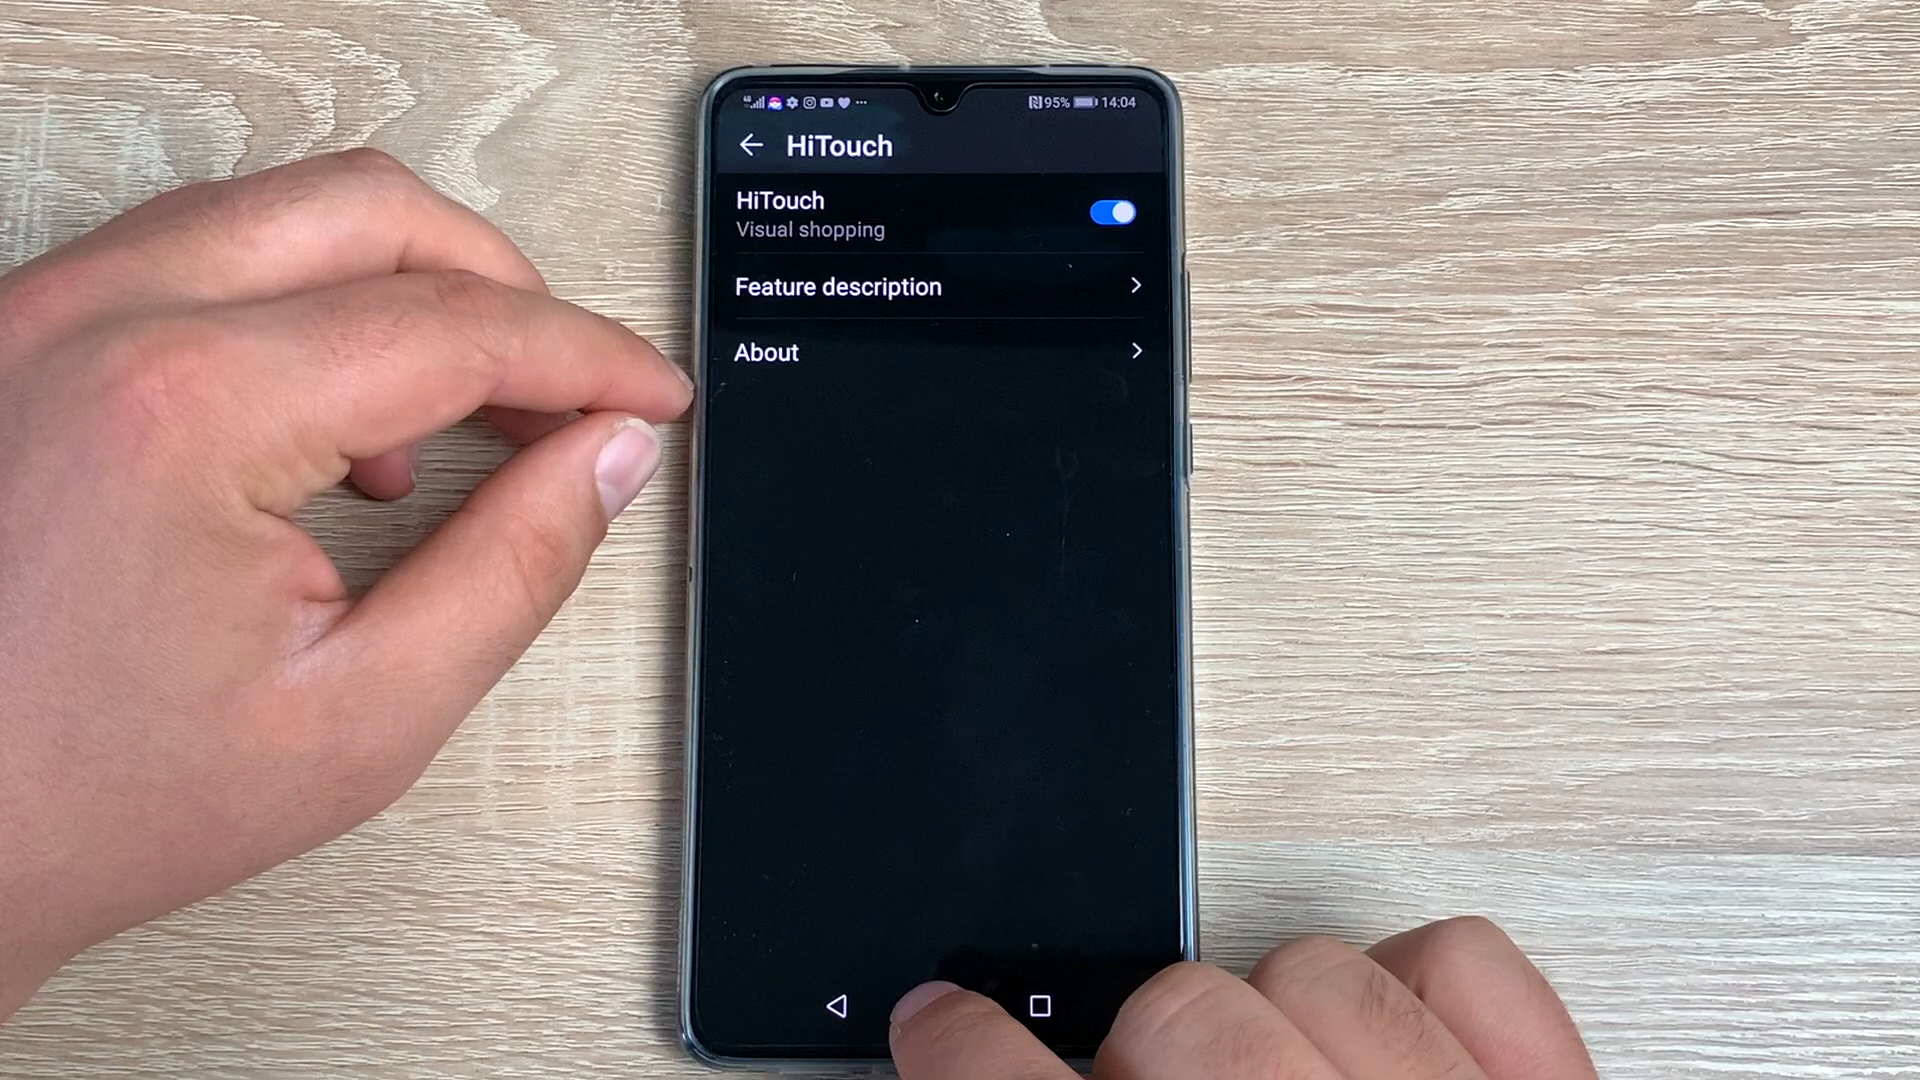 95% 14:04
HiTouch
HiTouch
Visual shopping
Feature description
About